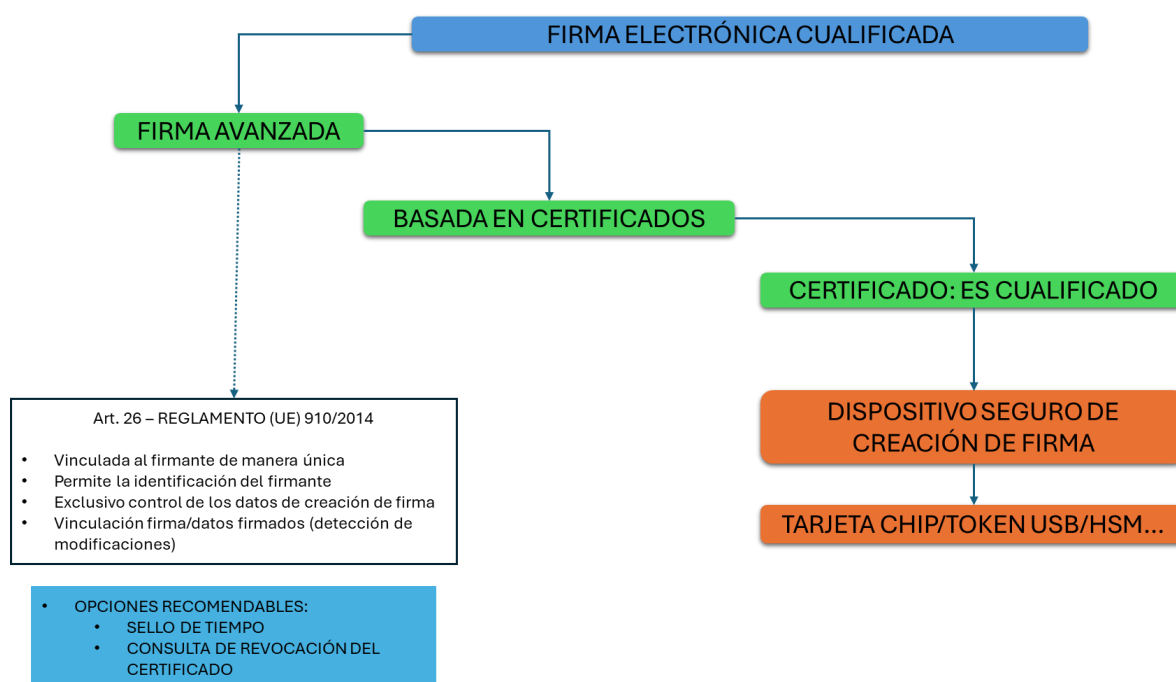 FIRMA ELECTRÓNICA CUALIFICADA
FIRMA AVANZADA
BASADA EN CERTIFICADOS
CERTIFICADO: ES CUALIFICADO
DISPOSITIVO SEGURO DE
CREACIÓN DE FIRMA
TARJETA CHIP/TOKEN USB/HSM...
Art. 26 – REGLAMENTO (UE) 910/2014
• Vinculada al firmante de manera única
• Permite la identificación del firmante
• Exclusivo control de los datos de creación de firma
• Vinculación firma/datos firmados (detección de
modificaciones)
• OPCIONES RECOMENDABLES:
• SELLO DE TIEMPO
• CONSULTA DE REVOCACIÓN DEL
CERTIFICADO